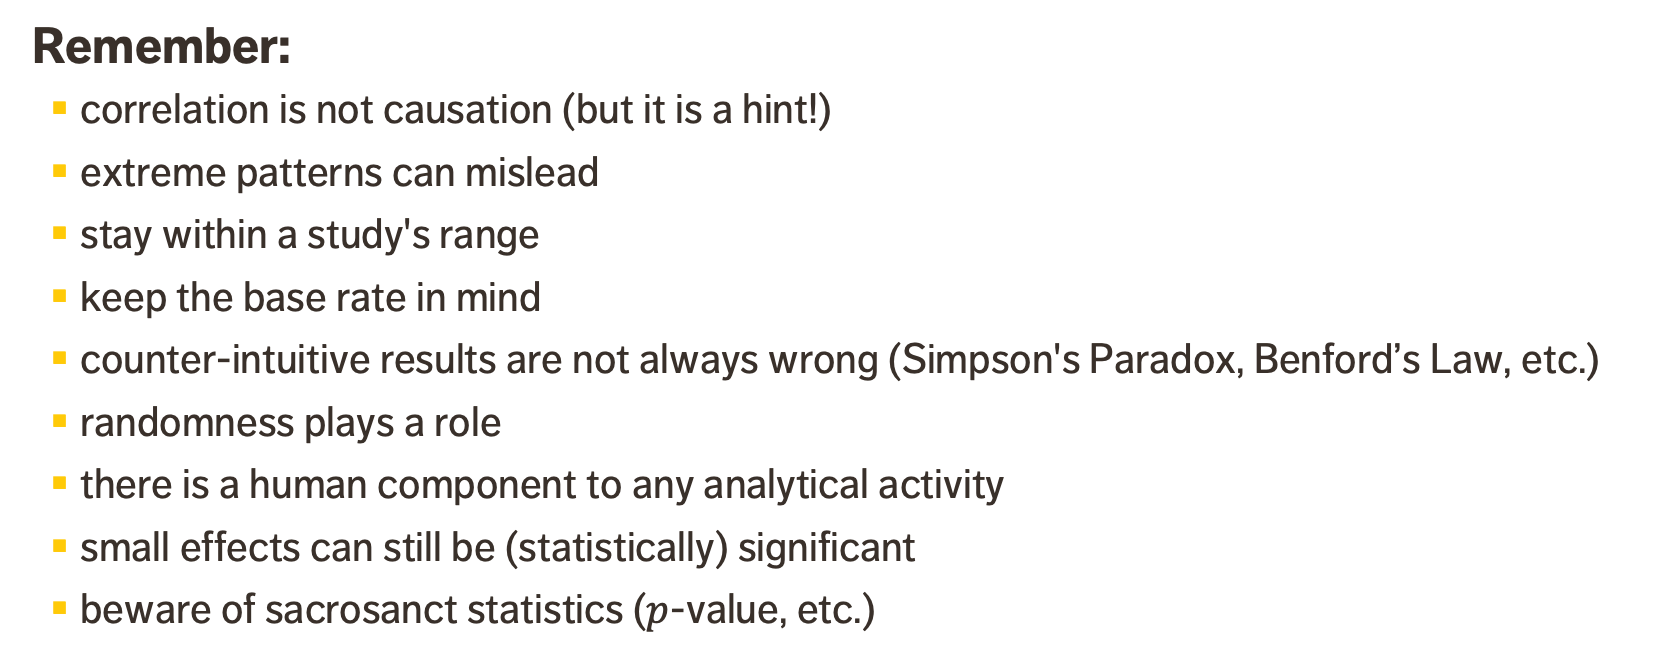 Remember:
correlation is not causation (but it is a hint!)
extreme patterns can mislead
stay within a study's range
keep the base rate in mind
counter-intuitive results are not always wrong (Simpson's Paradox, Benford’s Law, etc.)
randomness plays a role
there is a human component to any analytical activity
small effects can still be (statistically) significant
beware of sacrosanct statistics (p-value, etc.)